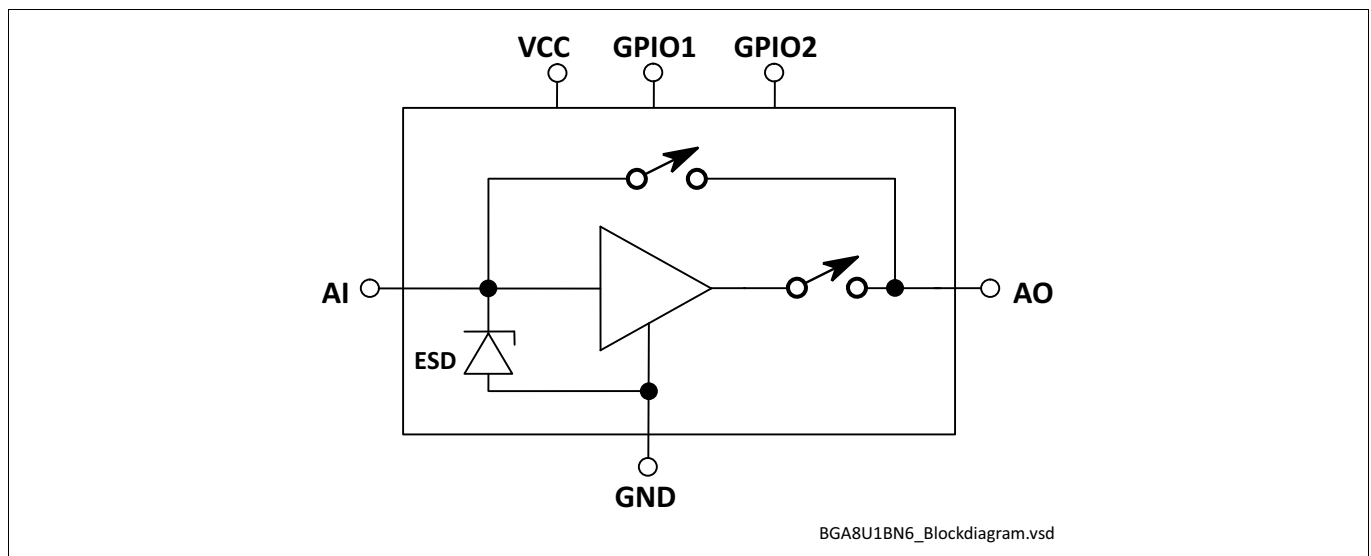 VCC GPIO1 GPIO2
AI
AO
ESD
GND
BGA8U1BN6_Blockdiagram.vsd